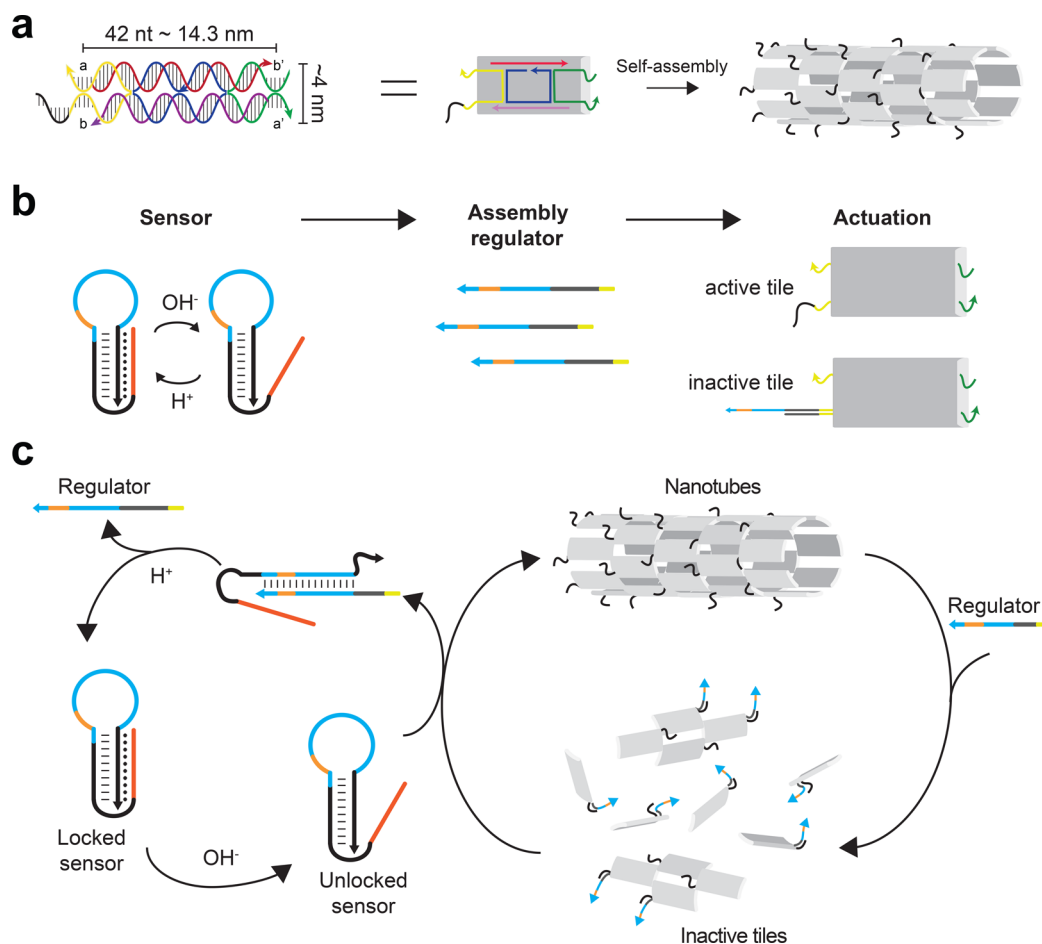 a
42 nt ~ 14.3 nm
a
b'
~4 nm
b
a'
Self-assembly
b
Sensor
Assembly
regulator
Actuation
OH-
H+
active tile
inactive tile
c
Regulator
H+
Nanotubes
Regulator
Locked
sensor
OH-
Unlocked
sensor
Inactive tiles